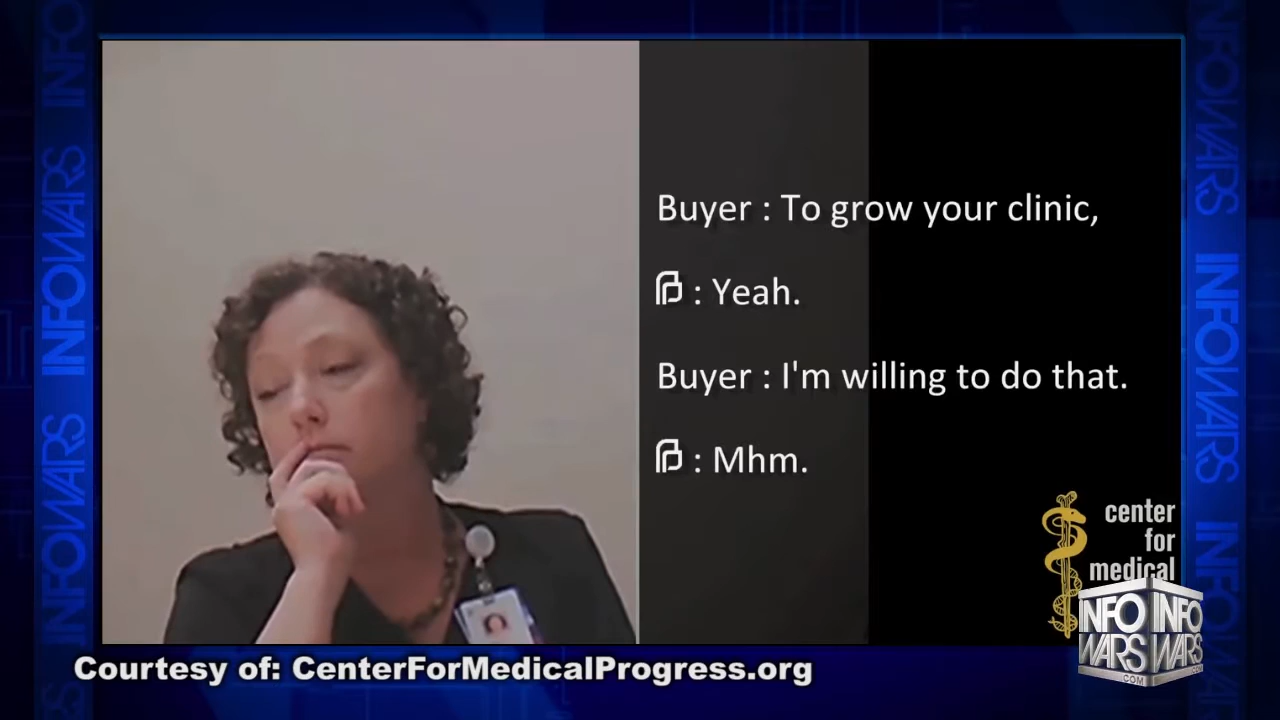 INFOWARS
INFOWARS
Buyer : To grow your clinic,
: Yeah.
Buyer : I'm willing to do that.
: Mhm.
center
for
medical
INFO INFO
WARS WARS
.COM
Courtesy of: CenterForMedicalProgress.org